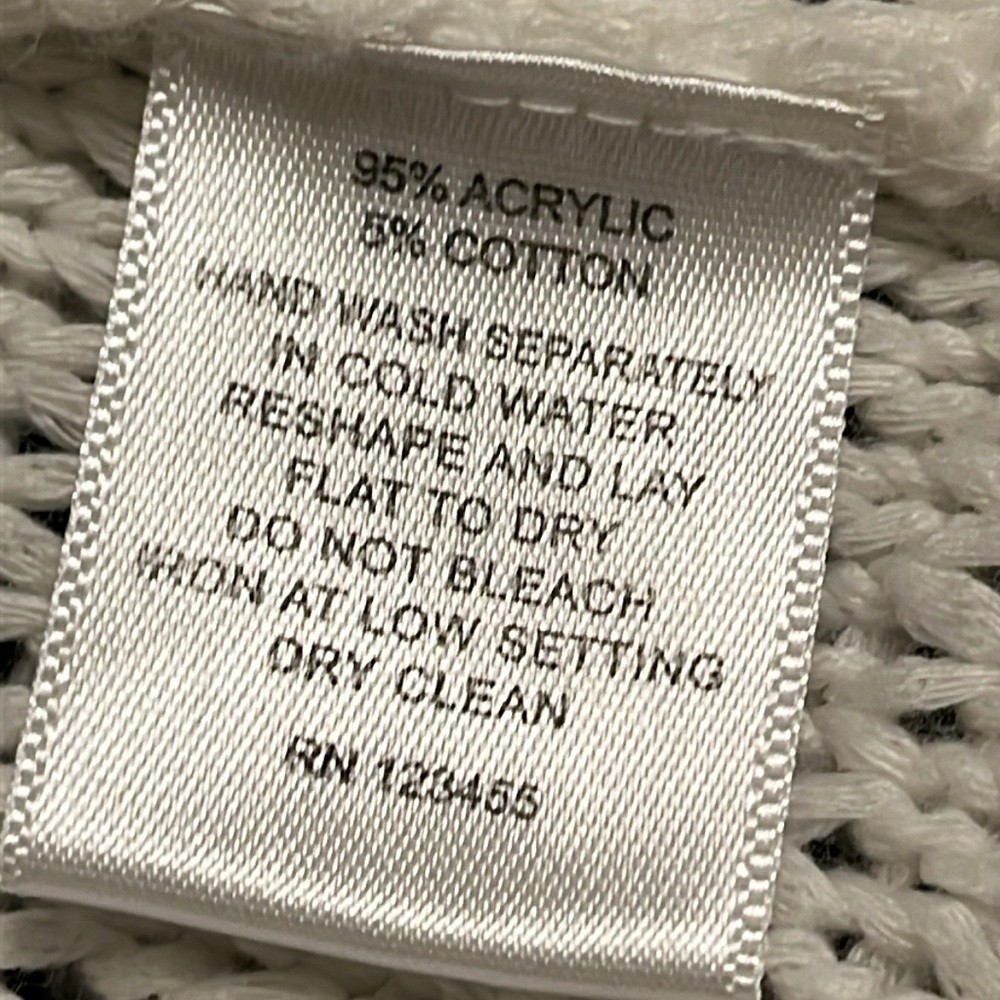 95% ACRYLIC
5% COTTON
HAND WASH SEPARATELY
IN COLD WATER
RESHAPE AND LAY
FLAT TO DRY
DO NOT BLEACH
IRON AT LOW SETTING
DRY CLEAN
RN 123455